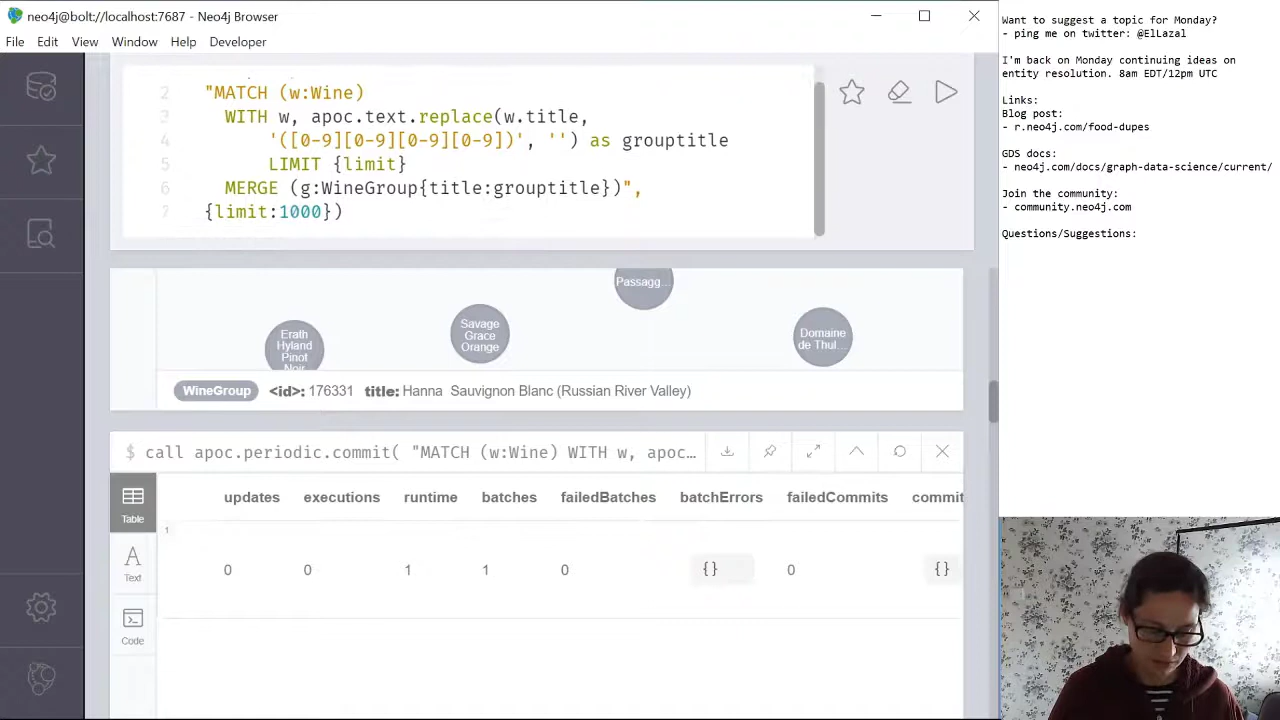 neo4j@bolt://localhost:7687 - Neo4j Browser
File Edit View Window Help Developer
2 "MATCH (w:Wine)
3 WITH w, apoc.text.replace(w.title,
4 '([0-9][0-9][0-9][0-9])', '') as grouptitle
5 LIMIT {limit}
6 MERGE (g:WineGroup{title:grouptitle})",
7 {limit:1000})
Passagg...
Erath Hyland Pinot Noir
Savage Grace Orange
Domaine de Thul...
WineGroup <id>: 176331 title: Hanna Sauvignon Blanc (Russian River Valley)
$ call apoc.periodic.commit( "MATCH (w:Wine) WITH w, apoc...
Table
Text
Code
updates executions runtime batches failedBatches batchErrors failedCommits commit
1
0 0 1 1 0 {} 0 {}
Want to suggest a topic for Monday?
- ping me on twitter: @ElLazal
I'm back on Monday continuing ideas on
entity resolution. 8am EDT/12pm UTC
Links:
Blog post:
- r.neo4j.com/food-dupes
GDS docs:
- neo4j.com/docs/graph-data-science/current/
Join the community:
- community.neo4j.com
Questions/Suggestions: